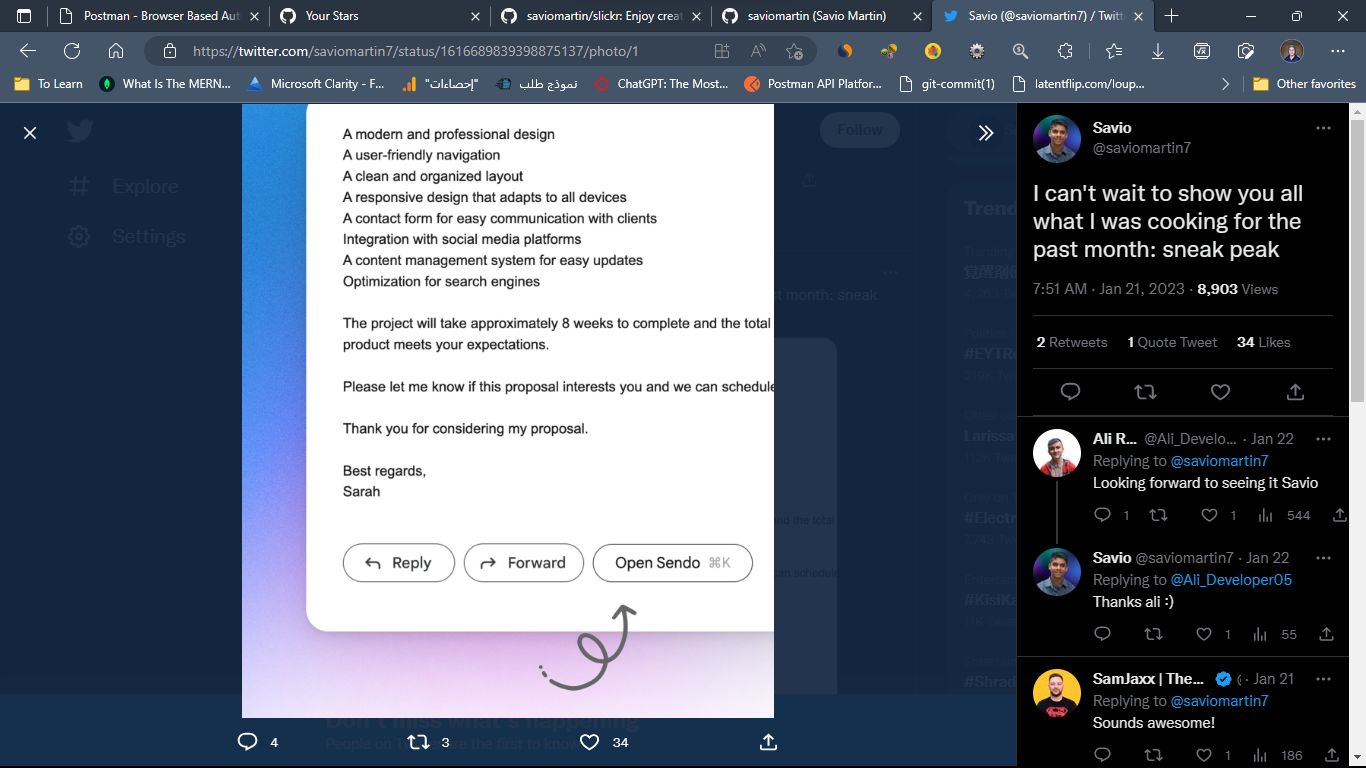 Postman - Browser Based Aut
Your Stars
saviomartin/slickr: Enjoy creat
saviomartin (Savio Martin)
Savio (@saviomartin7) / Twitt
https://twitter.com/saviomartin7/status/1616689839398875137/photo/1
To Learn
What Is The MERN...
Microsoft Clarity - F...
"إحصاءات"
نموذج طلب
ChatGPT: The Most...
Postman API Platfor...
git-commit(1)
latentflip.com/loup...
Other favorites
Explore
Settings
Follow
A modern and professional design
A user-friendly navigation
A clean and organized layout
A responsive design that adapts to all devices
A contact form for easy communication with clients
Integration with social media platforms
A content management system for easy updates
Optimization for search engines
The project will take approximately 8 weeks to complete and the total
product meets your expectations.
Please let me know if this proposal interests you and we can schedule
Thank you for considering my proposal.
Best regards,
Sarah
Reply
Forward
Open Sendo ⌘K
4
3
34
Savio
@saviomartin7
I can't wait to show you all
what I was cooking for the
past month: sneak peak
7:51 AM · Jan 21, 2023 · 8,903 Views
2 Retweets 1 Quote Tweet 34 Likes
Ali R... @Ali_Develo... · Jan 22
Replying to @saviomartin7
Looking forward to seeing it Savio
1 1 544
Savio @saviomartin7 · Jan 22
Replying to @Ali_Developer05
Thanks ali :)
1 55
SamJaxx | The... · Jan 21
Replying to @saviomartin7
Sounds awesome!
1 186